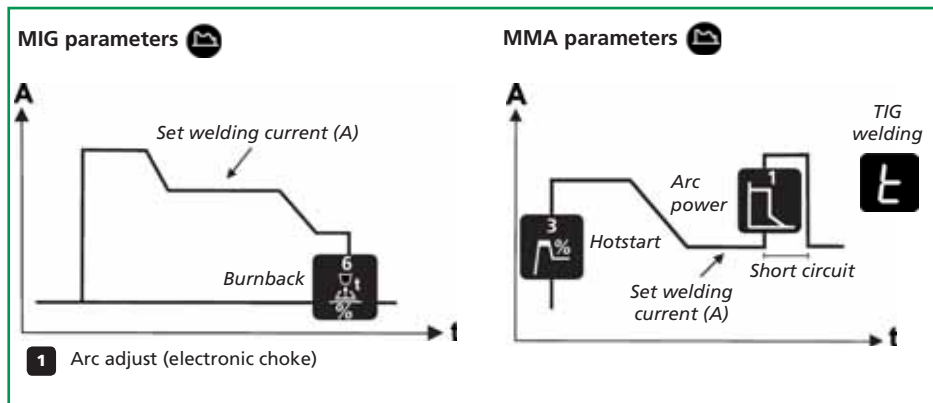 MIG parameters
A
Set welding current (A)
Burnback
6
t
%
t
1 Arc adjust (electronic choke)
MMA parameters
A
TIG
welding
t
Arc
power
1
3
%
Hotstart
Short circuit
Set welding
current (A)
t